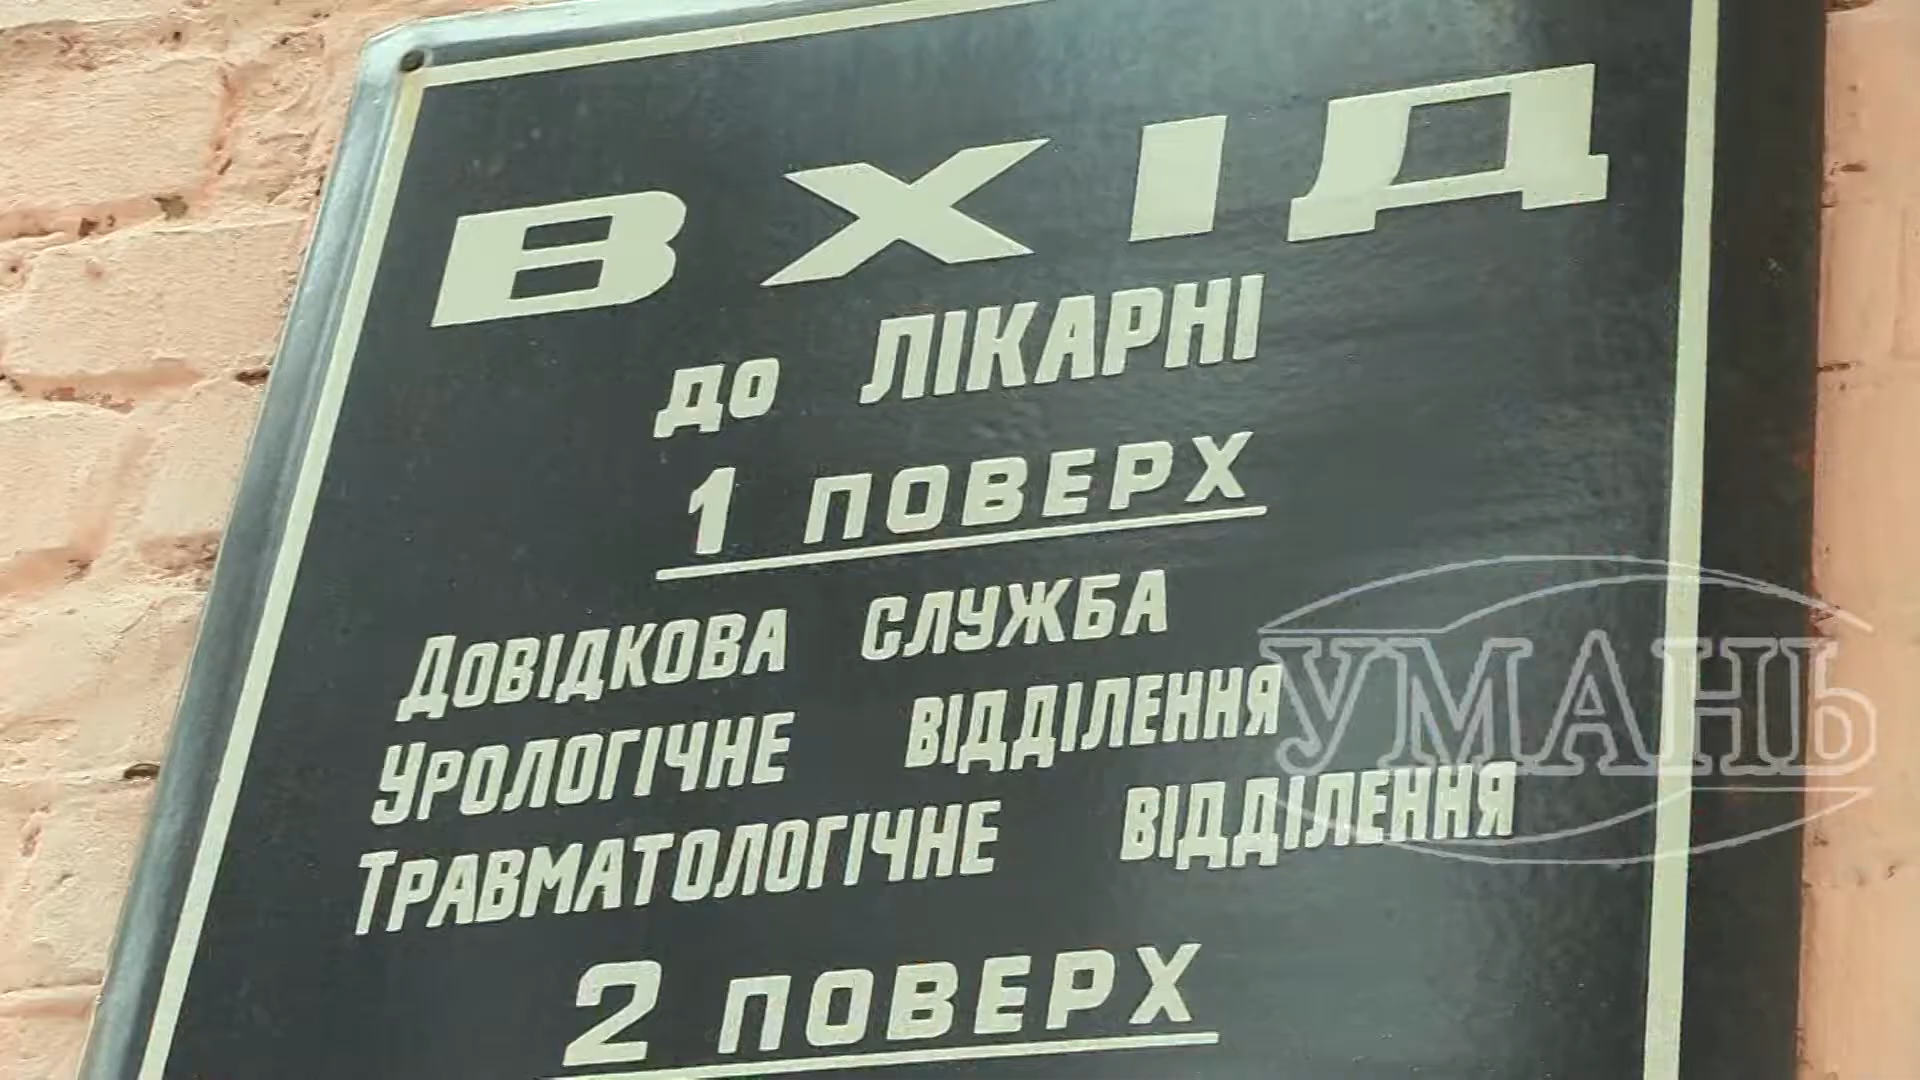 ВХІД
до ЛІКАРНІ
1 ПОВЕРХ
ДОВІДКОВА СЛУЖБА
УРОЛОГІЧНЕ ВІДДІЛЕННЯ
УМАНЬ
ТРАВМАТОЛОГІЧНЕ ВІДДІЛЕННЯ
2 ПОВЕРХ